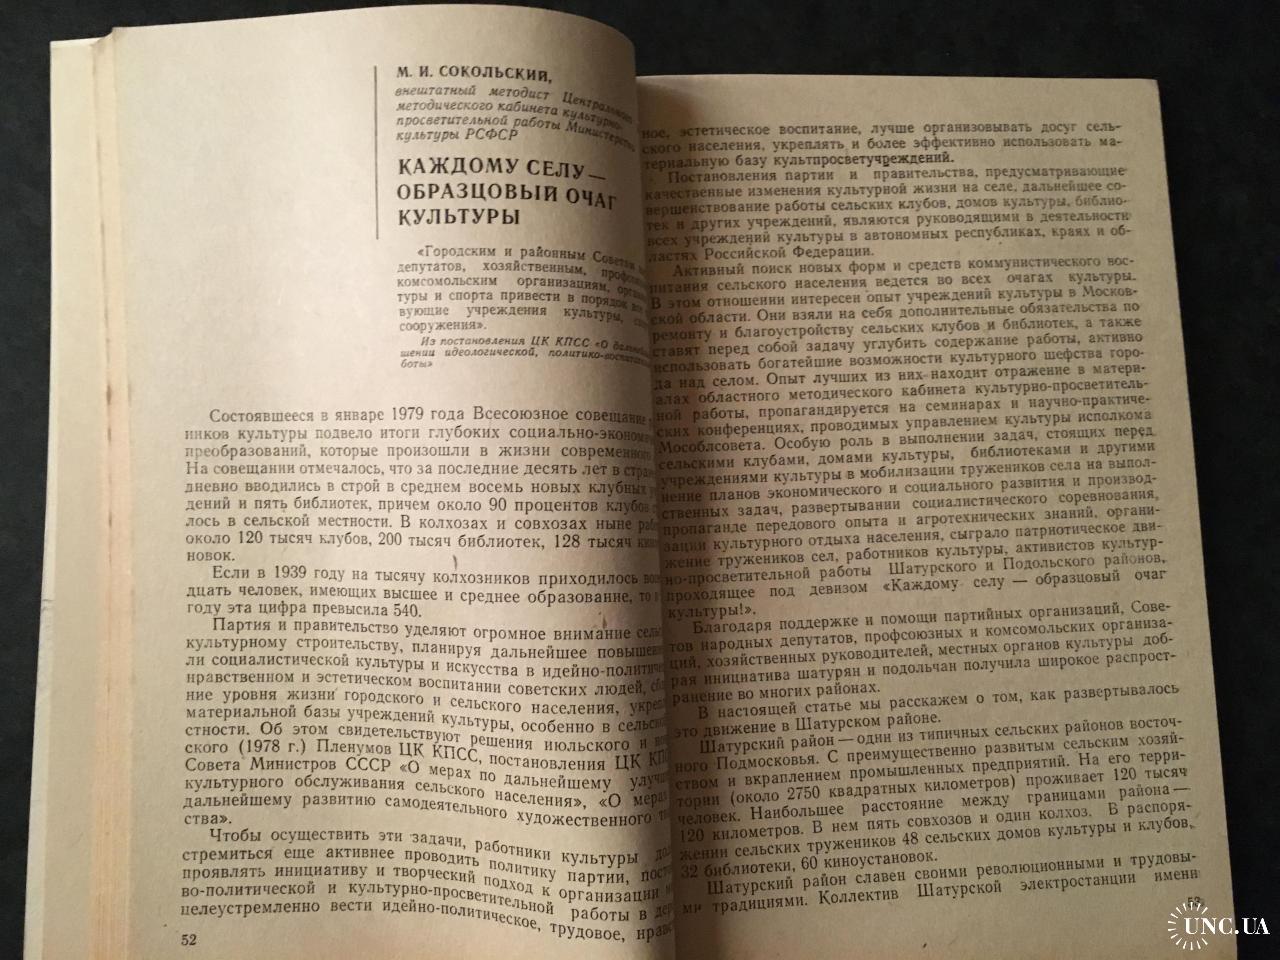 М. И. СОКОЛЬСКИЙ,
внештатный методист Центрального
методического кабинета культурно-
просветительной работы Министерства
культуры РСФСР
КАЖДОМУ СЕЛУ —
ОБРАЗЦОВЫЙ ОЧАГ
КУЛЬТУРЫ
«Городским и районным Советам
депутатов, хозяйственным,
комсомольским организациям,
туры и спорта привести в порядок
вующие учреждения культуры,
сооружения».
Из постановления ЦК КПСС «О
шении идеологической,
боты»
Состоявшееся в январе 1979 года Всесоюзное совещание
ников культуры подвело итоги глубоких
преобразований, которые произошли в жизни современного
На совещании отмечалось, что за последние десять лет в
дневно вводились в строй в среднем восемь новых клубных
дений и пять библиотек, причем около 90 процентов клубов
лось в сельской местности. В колхозах и совхозах ныне
около 120 тысяч клубов, 200 тысяч библиотек, 128 тысяч
новок.
Если в 1939 году на тысячу колхозников приходилось
дцать человек, имеющих высшее и среднее образование, то
году эта цифра превысила 540.
Партия и правительство уделяют огромное внимание
культурному строительству, планируя дальнейшее
ли социалистической культуры и искусства в
нравственном и эстетическом воспитании советских людей,
ние уровня жизни городского и сельского населения,
материальной базы учреждений культуры, особенно в
стности. Об этом свидетельствуют решения июльского и
ского (1978 г.) Пленумов ЦК КПСС, постановления ЦК
Совета Министров СССР «О мерах по дальнейшему
культурного обслуживания сельского населения», «О мерах
дальнейшему развитию самодеятельного художественного
ства».
Чтобы осуществить эти задачи, работники культуры
стремиться еще активнее проводить политику партии,
проявлять инициативу и творческий подход к организации
во-политической и культурно-просветительной работы в
целеустремленно вести идейно-политическое, трудовое,
52
ное, эстетическое воспитание, лучше организовывать досуг сель-
ского населения, укреплять и более эффективно использовать ма-
териальную базу культпросветучреждений.
Постановления партии и правительства, предусматривающие
качественные изменения культурной жизни на селе, дальнейшее со-
вершенствование работы сельских клубов, домов культуры, библио-
тек и других учреждений, являются руководящими в деятельности
всех учреждений культуры в автономных республиках, краях и об-
ластях Российской Федерации.
Активный поиск новых форм и средств коммунистического вос-
питания сельского населения ведется во всех очагах культуры.
В этом отношении интересен опыт учреждений культуры в Москов-
ской области. Они взяли на себя дополнительные обязательства по
ремонту и благоустройству сельских клубов и библиотек, а также
ставят перед собой задачу углубить содержание работы, активно
использовать богатейшие возможности культурного шефства горо-
да над селом. Опыт лучших из них находит отражение в матери-
алах областного методического кабинета культурно-просветитель-
ной работы, пропагандируется на семинарах и научно-практиче-
ских конференциях, проводимых управлением культуры исполкома
Мособлсовета. Особую роль в выполнении задач, стоящих перед
сельскими клубами, домами культуры, библиотеками и другими
учреждениями культуры в мобилизации тружеников села на выпол-
нение планов экономического и социального развития и производ-
ственных задач, развертывании социалистического соревнования,
пропаганде передового опыта и агротехнических знаний, органи-
зации культурного отдыха населения, сыграло патриотическое дви-
жение тружеников сел, работников культуры, активистов культур-
но-просветительной работы Шатурского и Подольского районов,
проходящее под девизом «Каждому селу — образцовый очаг
культуры!».
Благодаря поддержке и помощи партийных организаций, Сове-
тов народных депутатов, профсоюзных и комсомольских организа-
ций, хозяйственных руководителей, местных органов культуры доб-
рая инициатива шатурян и подольчан получила широкое распрост-
ранение во многих районах.
В настоящей статье мы расскажем о том, как развертывалось
это движение в Шатурском районе.
Шатурский район — один из типичных сельских районов восточ-
ного Подмосковья. С преимущественно развитым сельским хозяй-
ством и вкраплением промышленных предприятий. На его терри-
тории (около 2750 квадратных километров) проживает 120 тысяч
человек. Наибольшее расстояние между границами района —
120 километров. В нем пять совхозов и один колхоз. В распоря-
жении сельских тружеников 48 сельских домов культуры и клубов,
32 библиотеки, 60 киноустановок.
Шатурский район славен своими революционными и трудовы-
ми традициями. Коллектив Шатурской электростанции имени
53
UNC.UA